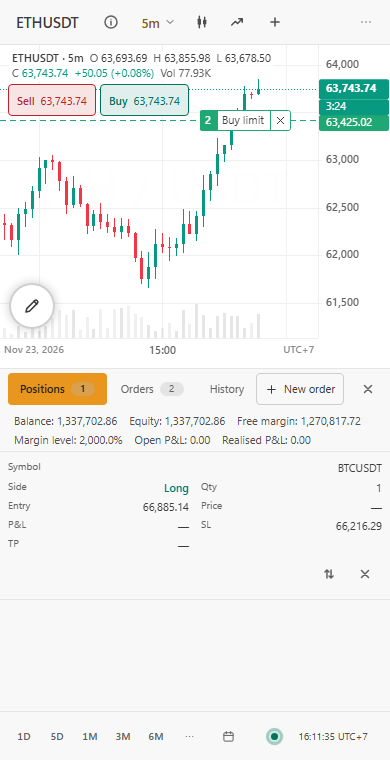 ETHUSDT 5m
ETHUSDT · 5m O 63,693.69 H 63,855.98 L 63,678.50
C 63,743.74 +50.05 (+0.08%) Vol 77.93K
Sell 63,743.74 Buy 63,743.74
2 Buy limit
64,000
63,743.74
3:24
63,425.02
63,000
62,500
62,000
61,500
Nov 23, 2026 15:00 UTC+7
Positions 1 Orders 2 History + New order
Balance: 1,337,702.86 Equity: 1,337,702.86 Free margin: 1,270,817.72
Margin level: 2,000.0% Open P&L: 0.00 Realised P&L: 0.00
Symbol BTCUSDT
Side Long Qty 1
Entry 66,885.14 Price —
P&L — SL 66,216.29
TP —
1D 5D 1M 3M 6M ··· 16:11:35 UTC+7